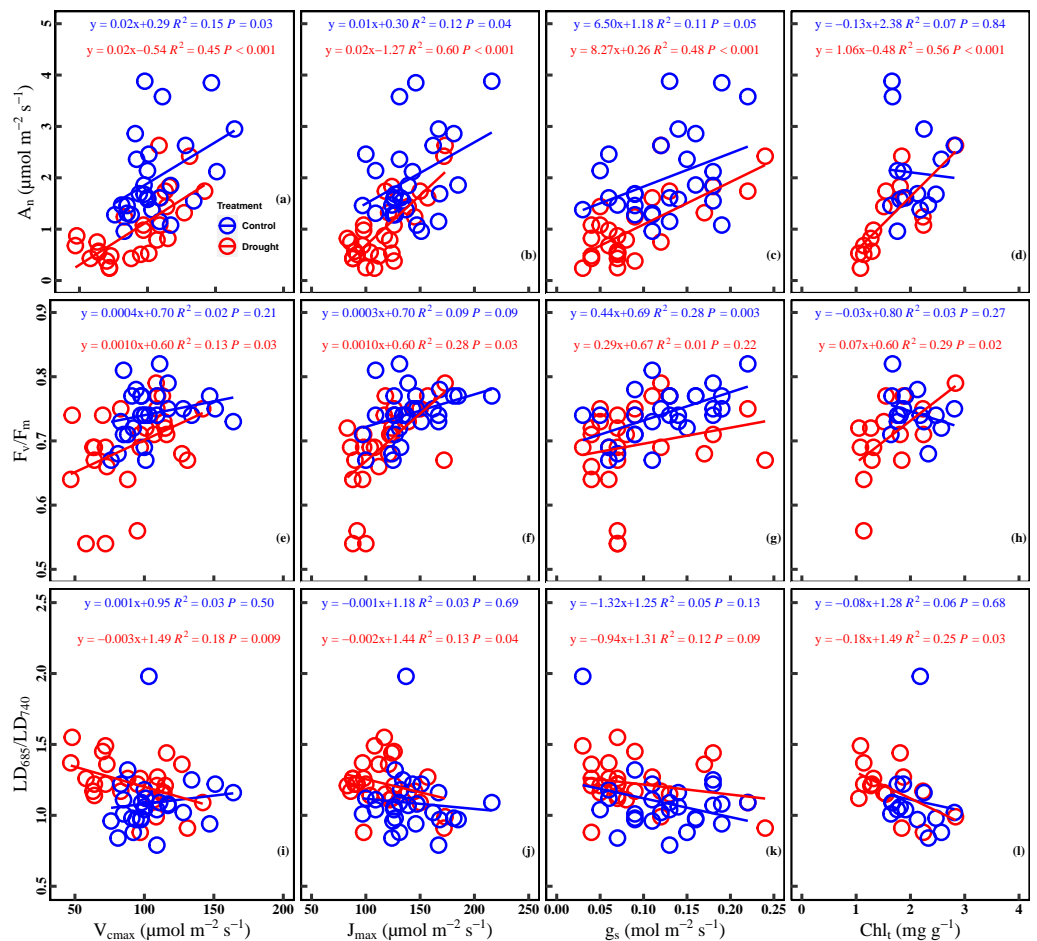 y = 0.02x+0.29 R² = 0.15 P = 0.03
y = 0.02x−0.54 R² = 0.45 P < 0.001
(a)
Treatment
Control
Drought
y = 0.01x+0.30 R² = 0.12 P = 0.04
y = 0.02x−1.27 R² = 0.60 P < 0.001
(b)
y = 6.50x+1.18 R² = 0.11 P = 0.05
y = 8.27x+0.26 R² = 0.48 P < 0.001
(c)
y = −0.13x+2.38 R² = 0.07 P = 0.84
y = 1.06x−0.48 R² = 0.56 P < 0.001
(d)
Aₙ (μmol m⁻² s⁻¹)
5
4
3
2
1
0
y = 0.0004x+0.70 R² = 0.02 P = 0.21
y = 0.0010x+0.60 R² = 0.13 P = 0.03
(e)
y = 0.0003x+0.70 R² = 0.09 P = 0.09
y = 0.0010x+0.60 R² = 0.28 P = 0.03
(f)
y = 0.44x+0.69 R² = 0.28 P = 0.003
y = 0.29x+0.67 R² = 0.01 P = 0.22
(g)
y = −0.03x+0.80 R² = 0.03 P = 0.27
y = 0.07x+0.60 R² = 0.29 P = 0.02
(h)
Fᵥ/Fₘ
0.9
0.8
0.7
0.6
0.5
y = 0.001x+0.95 R² = 0.03 P = 0.50
y = −0.003x+1.49 R² = 0.18 P = 0.009
(i)
y = −0.001x+1.18 R² = 0.03 P = 0.69
y = −0.002x+1.44 R² = 0.13 P = 0.04
(j)
y = −1.32x+1.25 R² = 0.05 P = 0.13
y = −0.94x+1.31 R² = 0.12 P = 0.09
(k)
y = −0.08x+1.28 R² = 0.06 P = 0.68
y = −0.18x+1.49 R² = 0.25 P = 0.03
(l)
LD₆₈₅/LD₇₄₀
2.5
2.0
1.5
1.0
0.5
50 100 150 200
V_cmax (μmol m⁻² s⁻¹)
50 100 150 200 250
J_max (μmol m⁻² s⁻¹)
0.00 0.05 0.10 0.15 0.20 0.25
gₛ (mol m⁻² s⁻¹)
0 1 2 3 4
Chlₜ (mg g⁻¹)